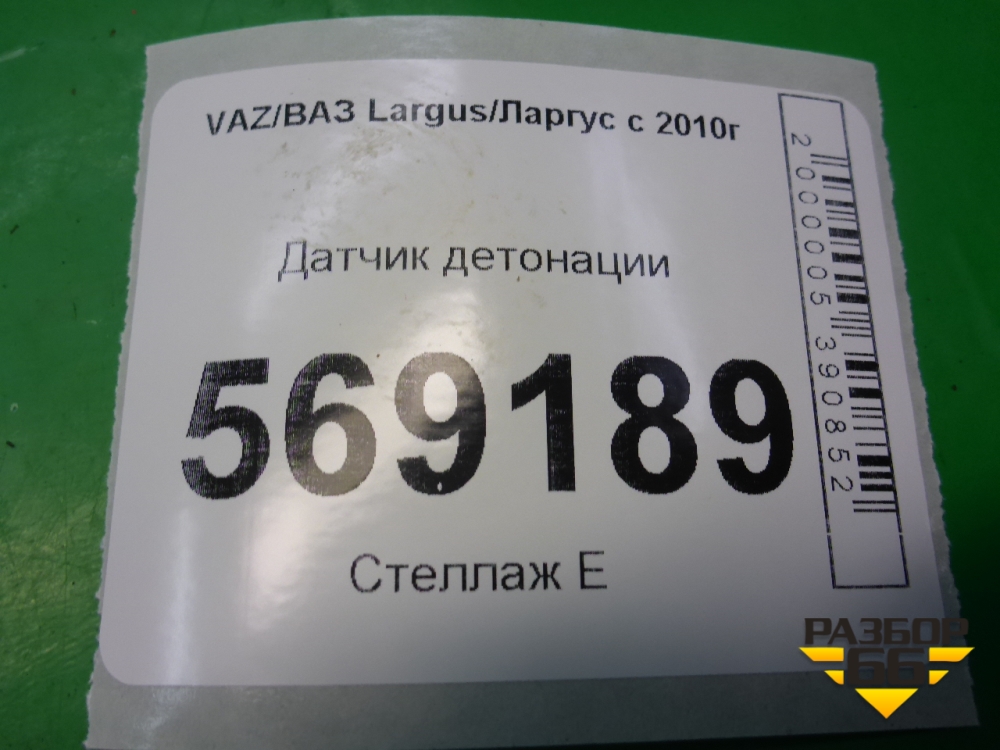 VAZ/ВАЗ Largus/Ларгус с 2010г
Датчик детонации
569189
Стеллаж Е
2000005390852
РАЗБОР
66